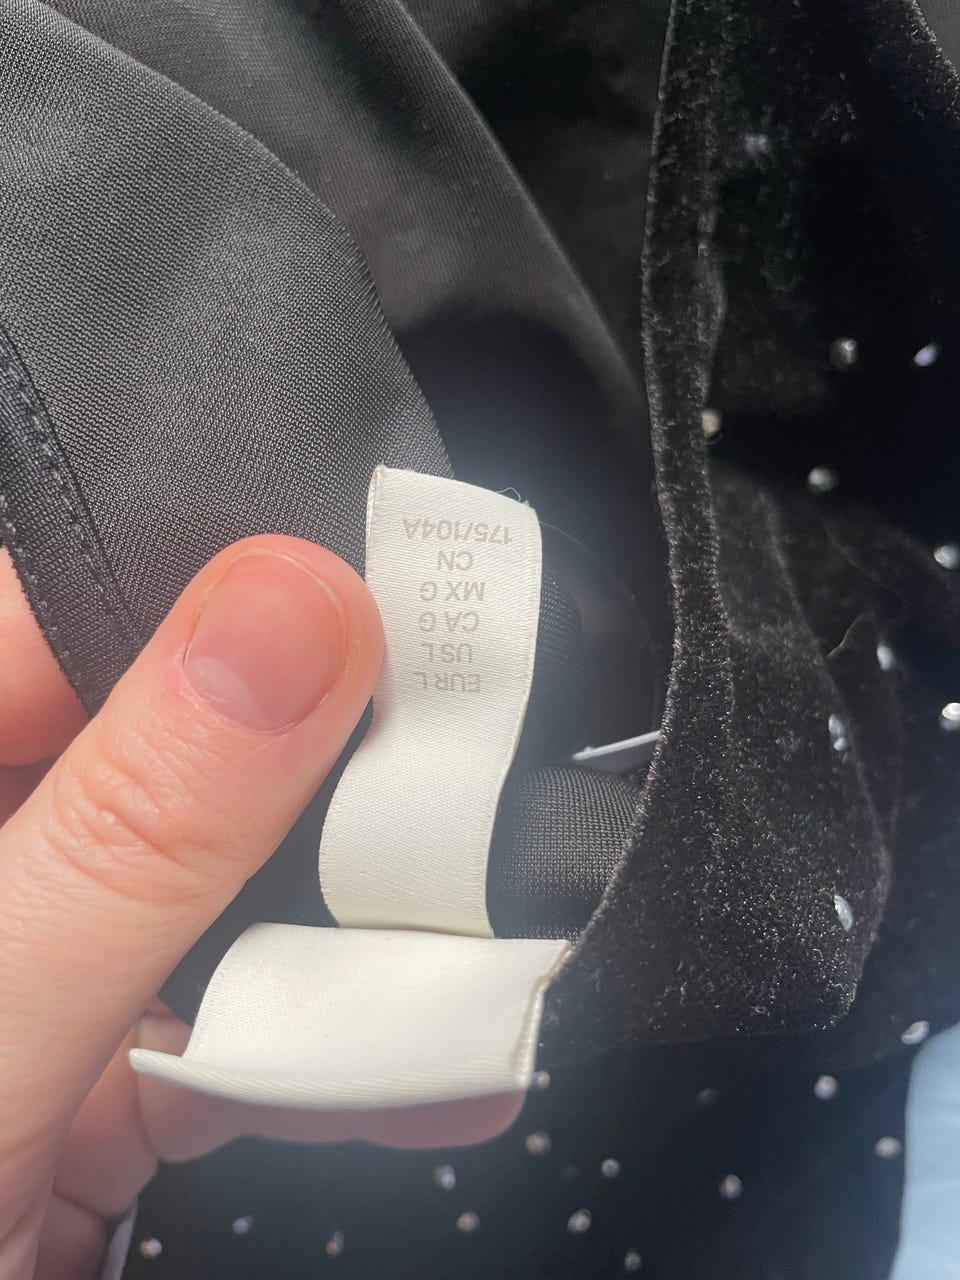 EUR L
US L
CA G
MX G
CN
175/104A